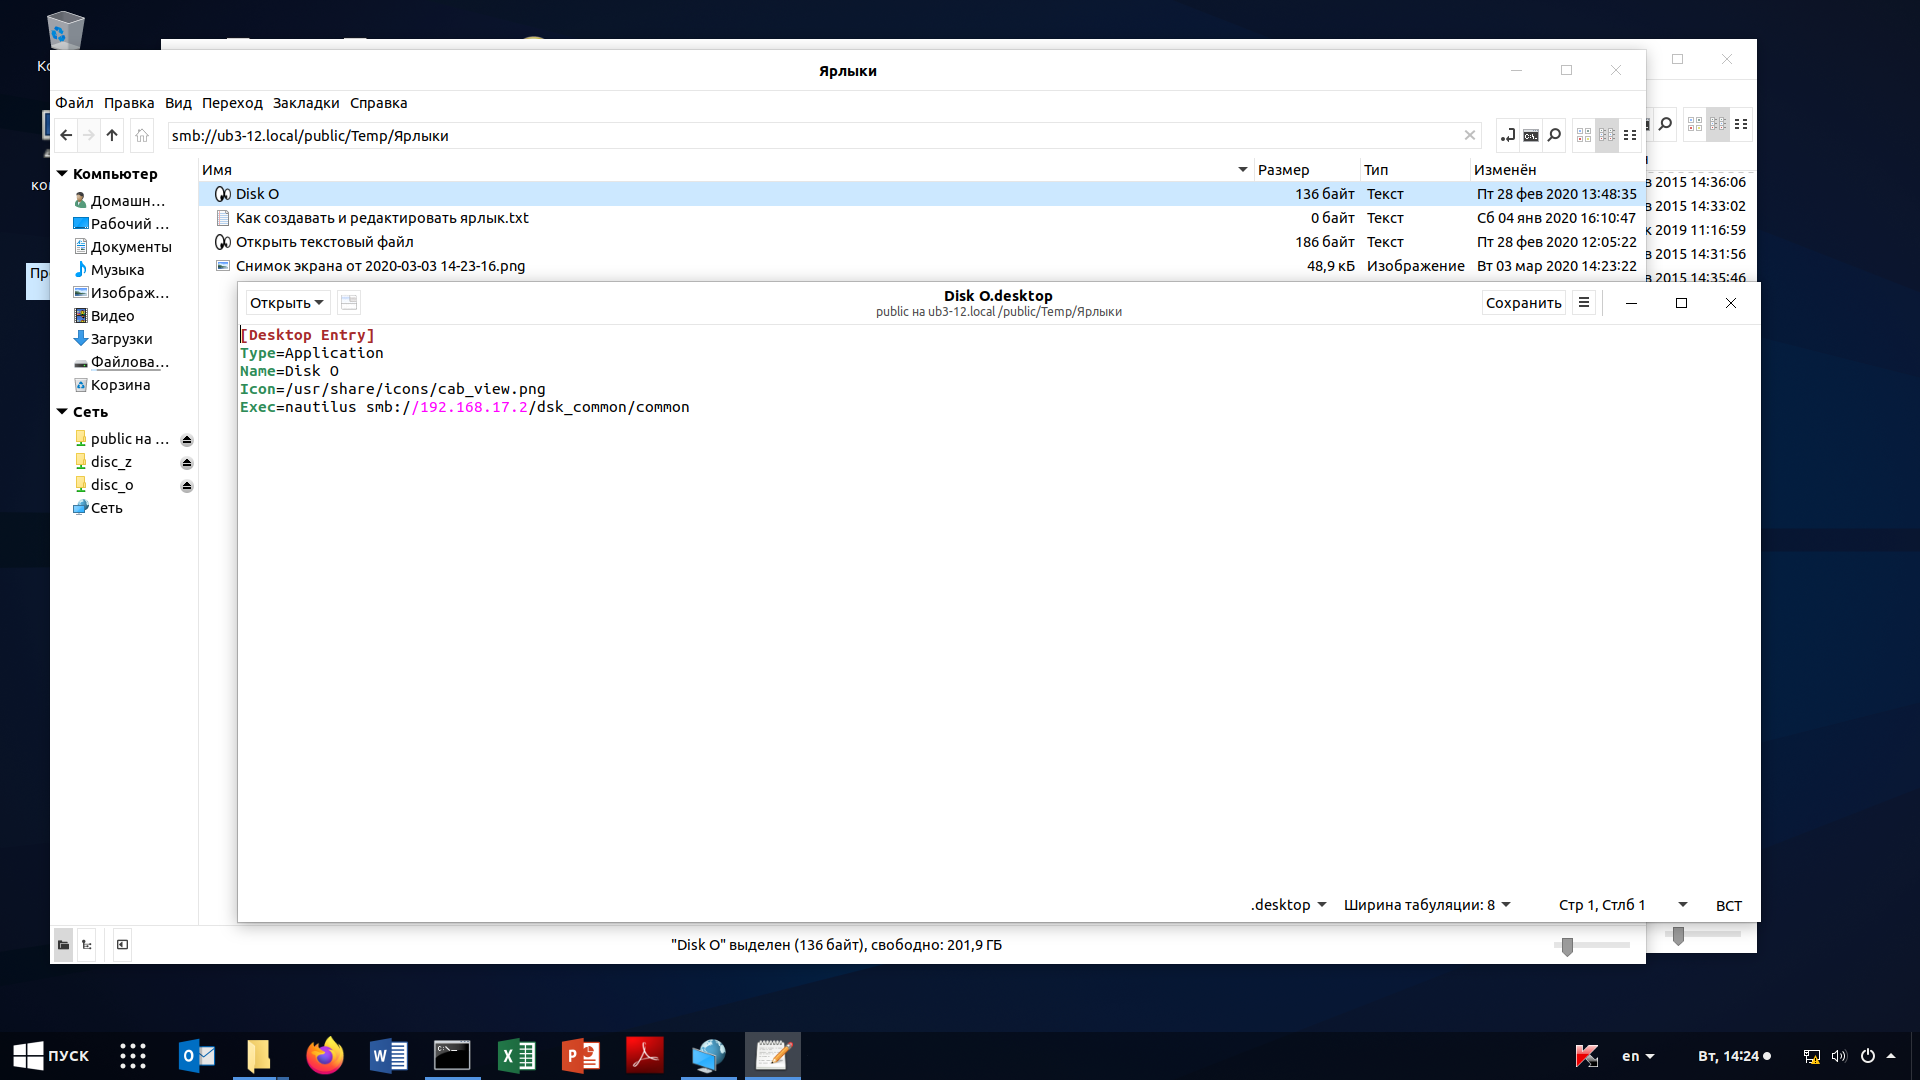 Ярлыки
Файл Правка Вид Переход Закладки Справка
smb://ub3-12.local/public/Temp/Ярлыки
Компьютер
Домашн...
Рабочий ...
Документы
Музыка
Изображ...
Видео
Загрузки
Файлова...
Корзина
Сеть
public на ...
disc_z
disc_o
Сеть
Имя Размер Тип Изменён
Disk O 136 байт Текст Пт 28 фев 2020 13:48:35
Как создавать и редактировать ярлык.txt 0 байт Текст Сб 04 янв 2020 16:10:47
Открыть текстовый файл 186 байт Текст Пт 28 фев 2020 12:05:22
Снимок экрана от 2020-03-03 14-23-16.png 48,9 кБ Изображение Вт 03 мар 2020 14:23:22
в 2015 14:36:06
в 2015 14:33:02
к 2019 11:16:59
в 2015 14:31:56
в 2015 14:35:46
Открыть
Disk O.desktop
public на ub3-12.local /public/Temp/Ярлыки
Сохранить
[Desktop Entry]
Type=Application
Name=Disk O
Icon=/usr/share/icons/cab_view.png
Exec=nautilus smb://192.168.17.2/dsk_common/common
.desktop Ширина табуляции: 8 Стр 1, Стлб 1 ВСТ
"Disk O" выделен (136 байт), свободно: 201,9 ГБ
ПУСК
en
Вт, 14:24